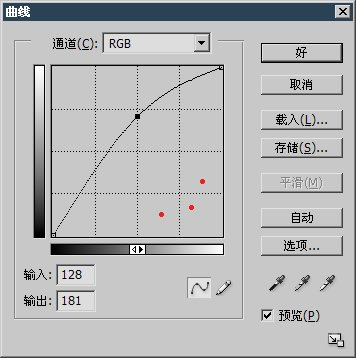 曲线
通道(C): RGB
好
取消
载入(L)...
存储(S)...
平滑(M)
自动
选项...
输入: 128
输出: 181
预览(P)